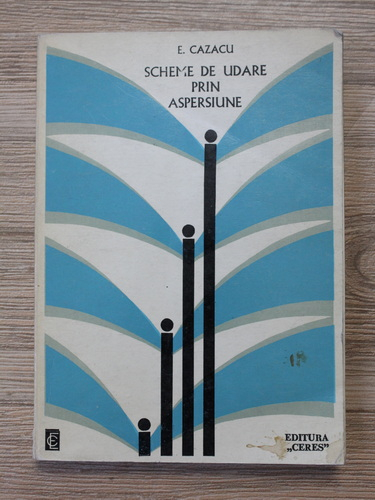 E. CAZACU
SCHEME DE UDARE
PRIN
ASPERSIUNE
EDITURA
„CERES”